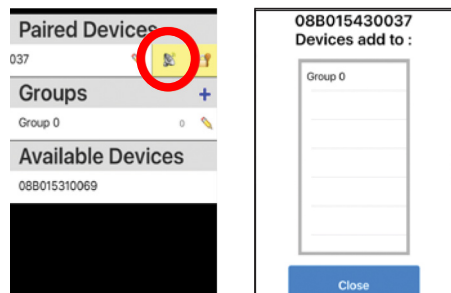 Paired Devices
037
Groups
+
Group 0
0
Available Devices
08B015310069
08B015430037
Devices add to :
Group 0
Close